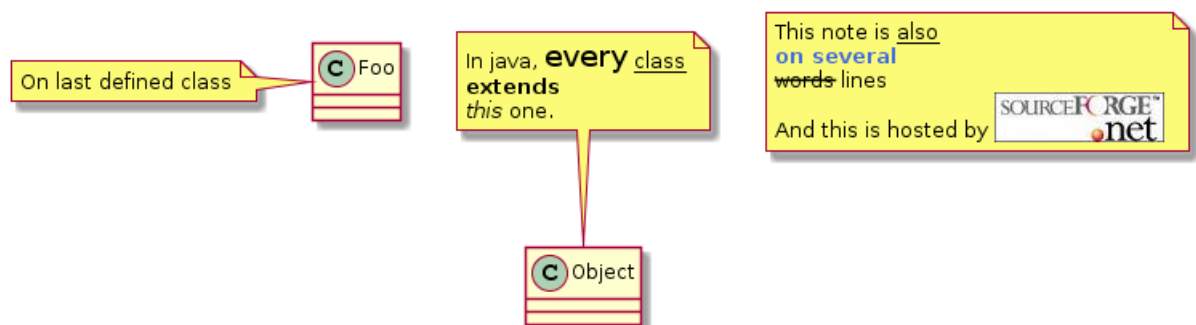 On last defined class
C Foo
In java, every class
extends
this one.
C Object
This note is also
on several
words lines
And this is hosted by SOURCEFORGE™
.net